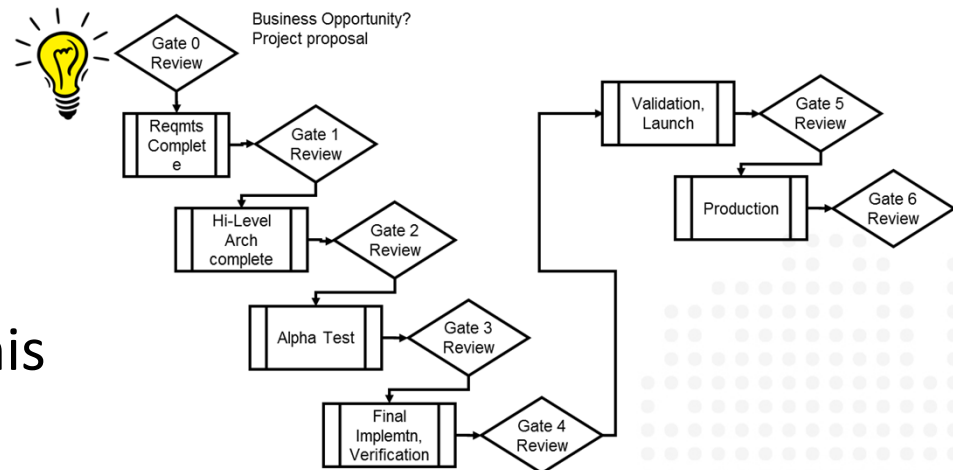 Business Opportunity?
Project proposal
Gate 0
Review
Reqmts
Complet
e
Gate 1
Review
Hi-Level
Arch
complete
Gate 2
Review
Alpha Test
Gate 3
Review
Final
Implemtn,
Verification
Gate 4
Review
Validation,
Launch
Gate 5
Review
Production
Gate 6
Review